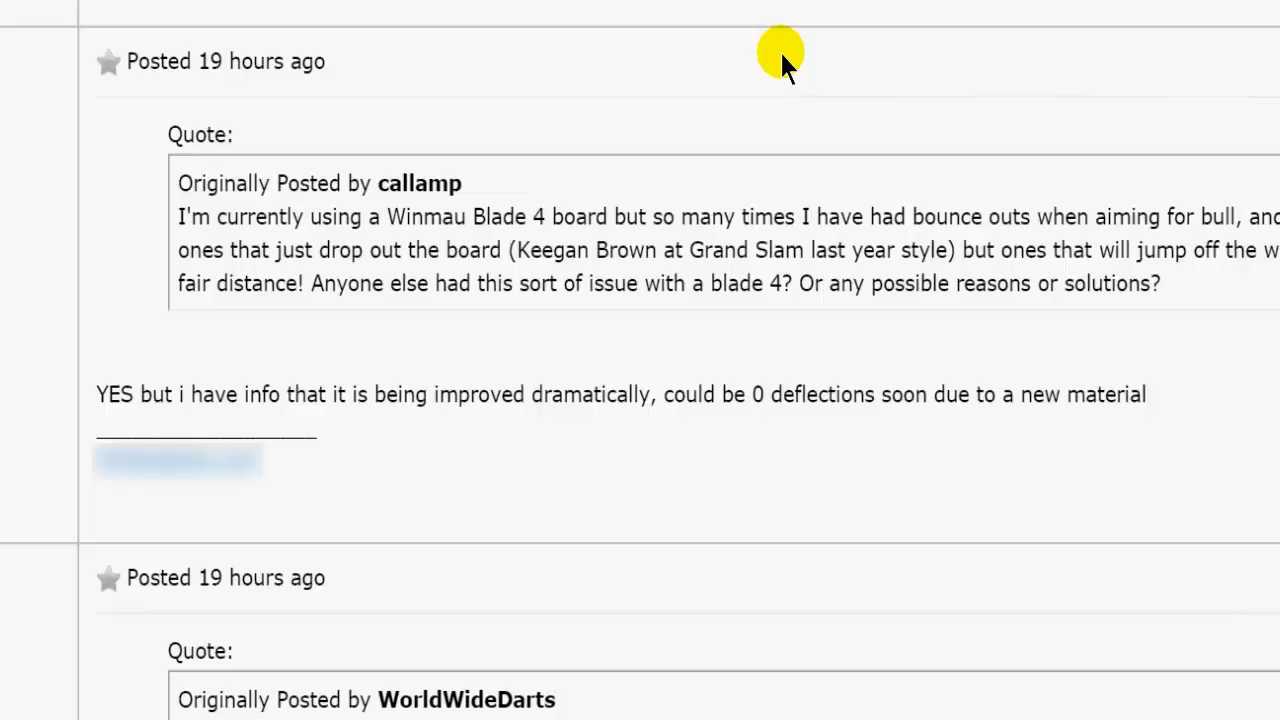 Posted 19 hours ago
Quote:
Originally Posted by callamp
I'm currently using a Winmau Blade 4 board but so many times I have had bounce outs when aiming for bull, and
ones that just drop out the board (Keegan Brown at Grand Slam last year style) but ones that will jump off the w
fair distance! Anyone else had this sort of issue with a blade 4? Or any possible reasons or solutions?
YES but i have info that it is being improved dramatically, could be 0 deflections soon due to a new material
____________________
Posted 19 hours ago
Quote:
Originally Posted by WorldWideDarts